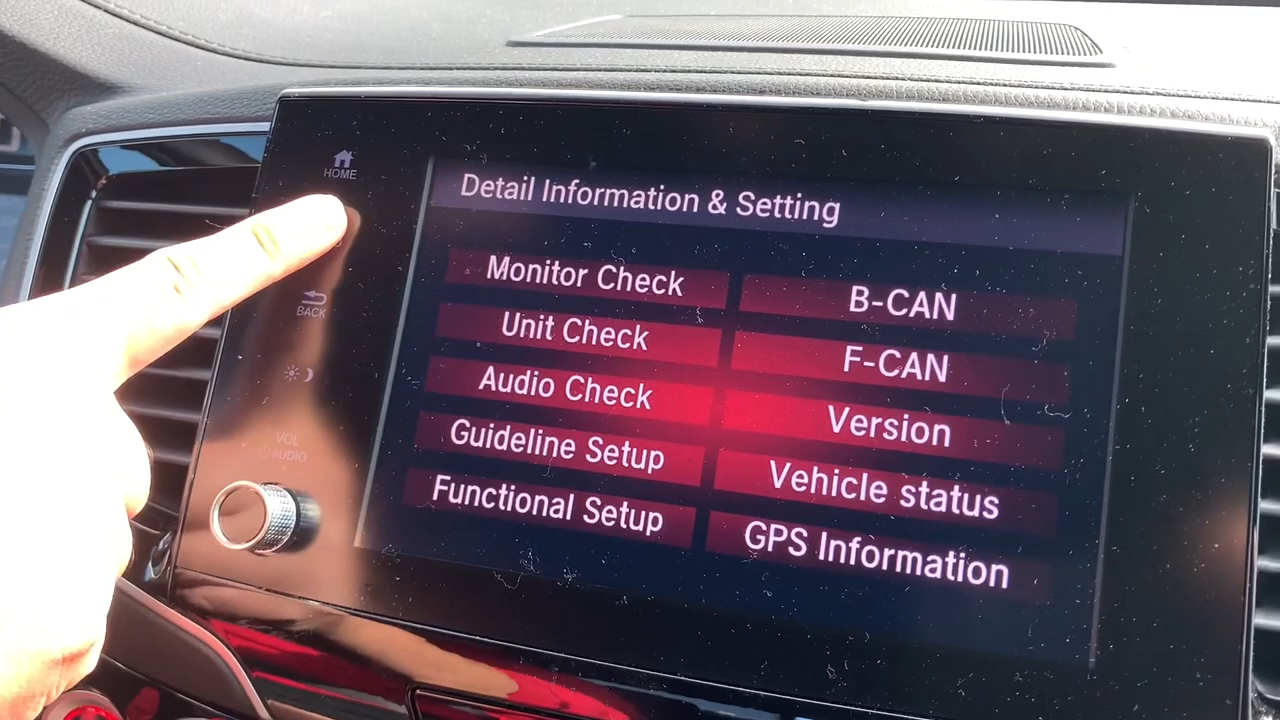 HOME
BACK
VOL
AUDIO
Detail Information & Setting
Monitor Check
B-CAN
Unit Check
F-CAN
Audio Check
Version
Guideline Setup
Vehicle status
Functional Setup
GPS Information